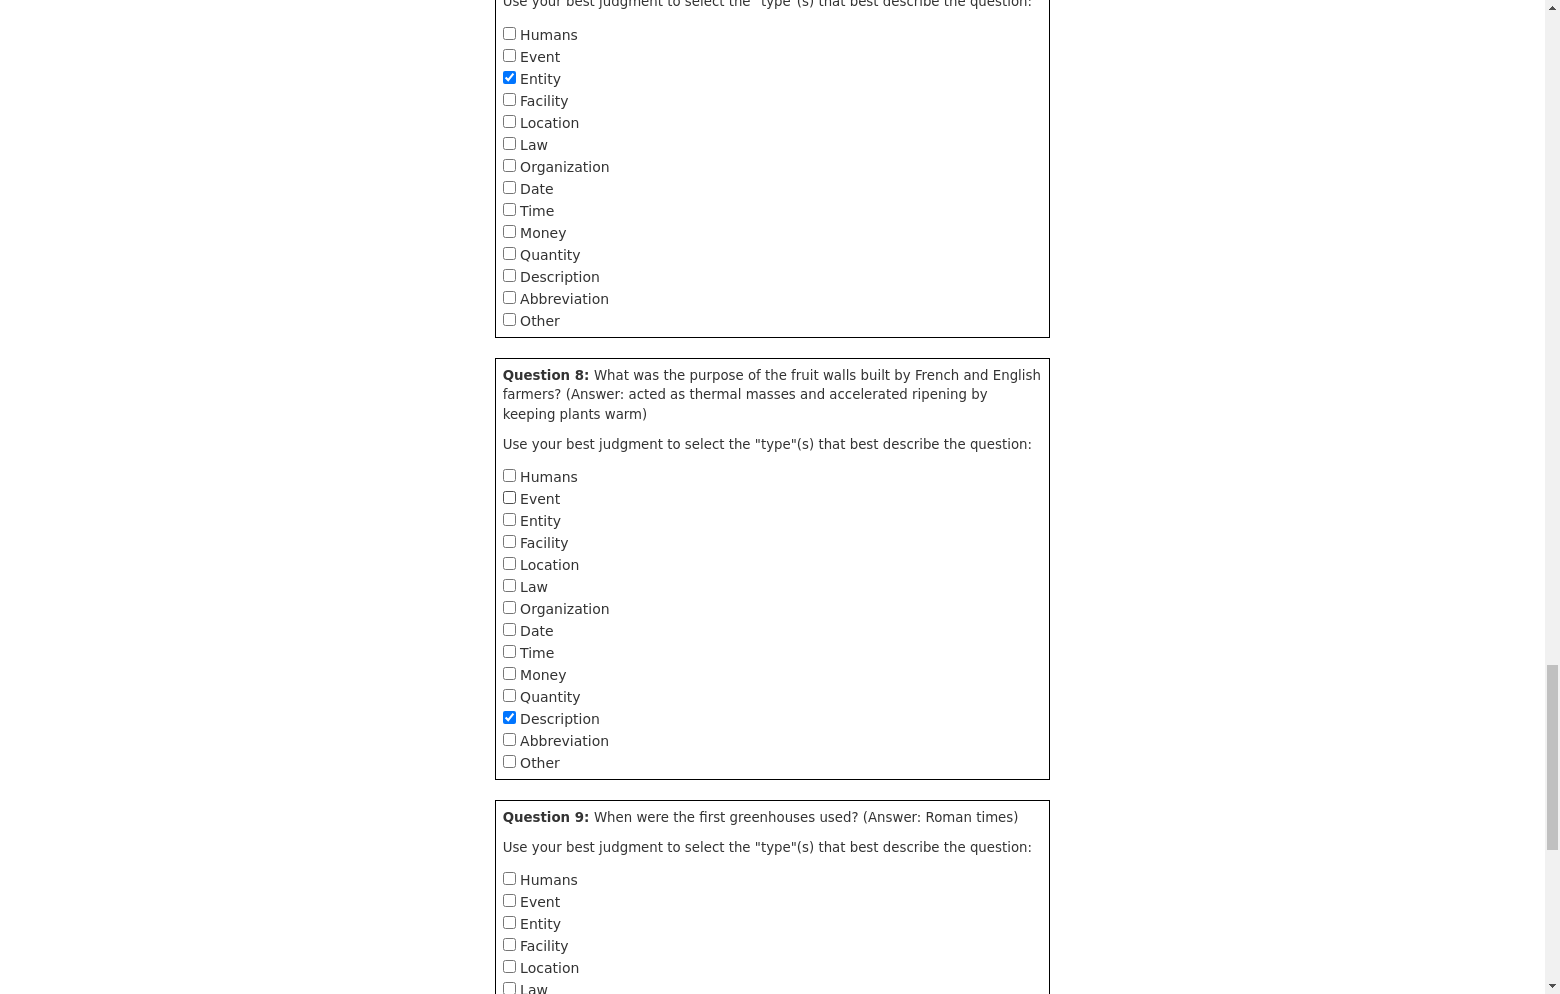 Use your best judgment to select the "type"(s) that best describe the question:
Humans
Event
Entity
Facility
Location
Law
Organization
Date
Time
Money
Quantity
Description
Abbreviation
Other
Question 8: What was the purpose of the fruit walls built by French and English
farmers? (Answer: acted as thermal masses and accelerated ripening by
keeping plants warm)
Use your best judgment to select the "type"(s) that best describe the question:
Humans
Event
Entity
Facility
Location
Law
Organization
Date
Time
Money
Quantity
Description
Abbreviation
Other
Question 9: When were the first greenhouses used? (Answer: Roman times)
Use your best judgment to select the "type"(s) that best describe the question:
Humans
Event
Entity
Facility
Location
Law